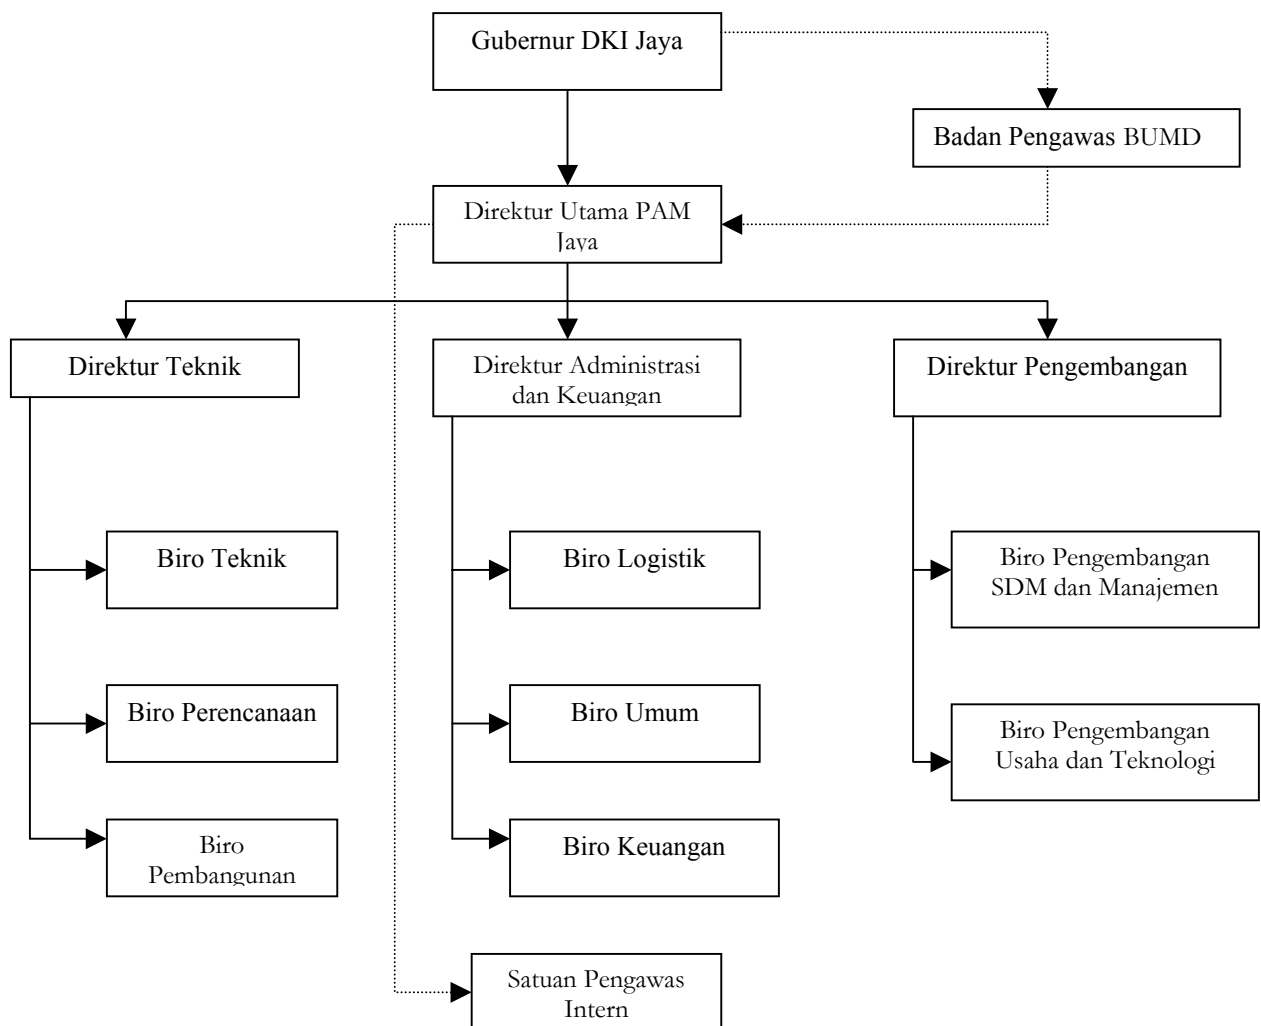 Gubernur DKI Jaya
Badan Pengawas BUMD
Direktur Utama PAM
Jaya
Direktur Teknik
Direktur Administrasi
dan Keuangan
Direktur Pengembangan
Biro Teknik
Biro Logistik
Biro Pengembangan
SDM dan Manajemen
Biro Perencanaan
Biro Umum
Biro Pengembangan
Usaha dan Teknologi
Biro
Pembangunan
Biro Keuangan
Satuan Pengawas
Intern